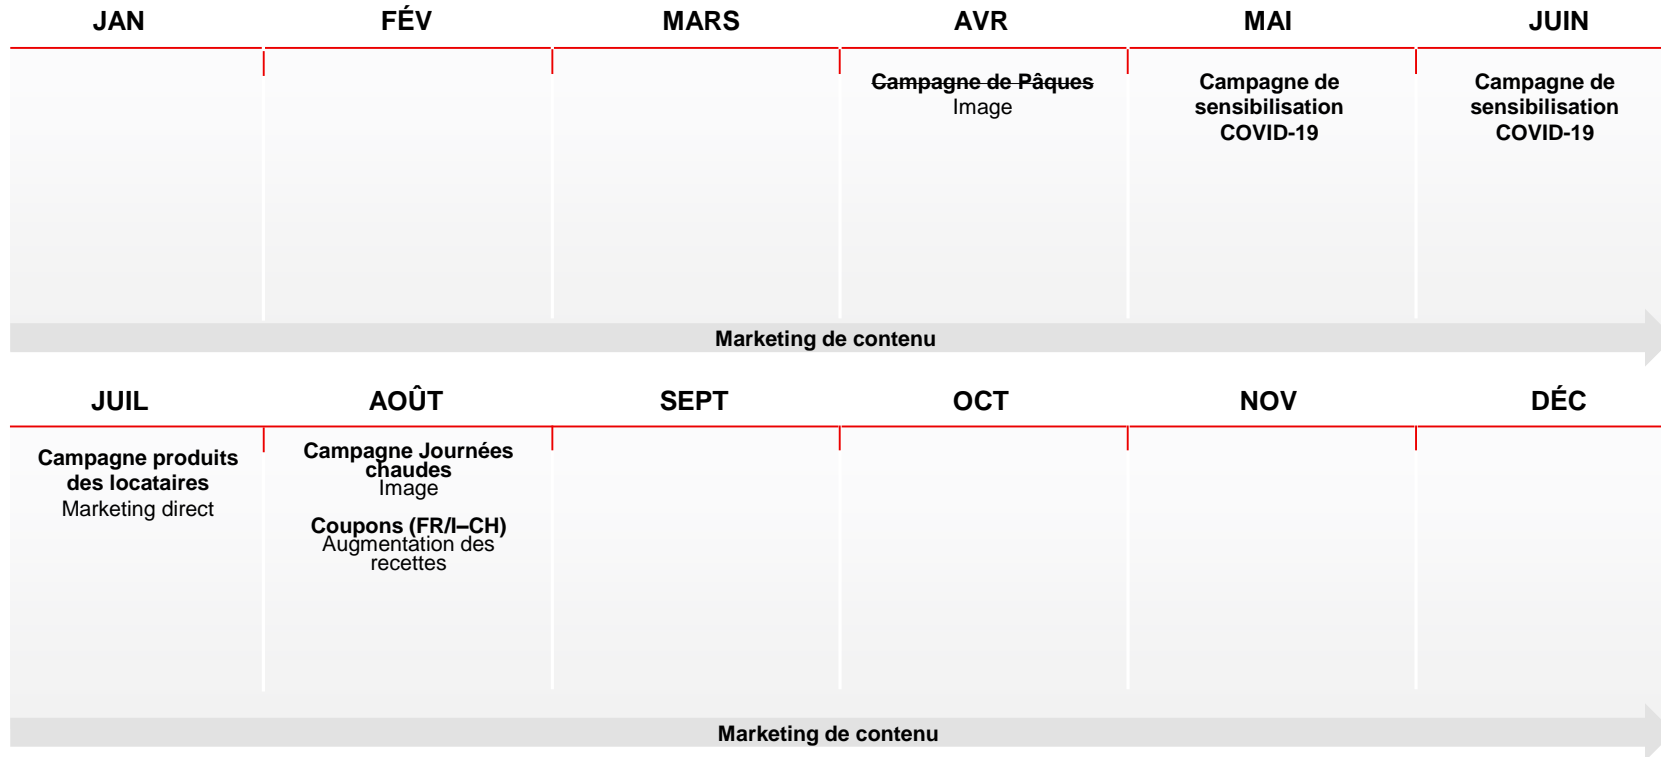 JAN FÉV MARS AVR MAI JUIN
Campagne de Pâques
Image
Campagne de
sensibilisation
COVID-19
Campagne de
sensibilisation
COVID-19
Marketing de contenu
JUIL AOÛT SEPT OCT NOV DÉC
Campagne produits
des locataires
Marketing direct
Campagne Journées
chaudes
Image
Coupons (FR/I–CH)
Augmentation des
recettes
Marketing de contenu